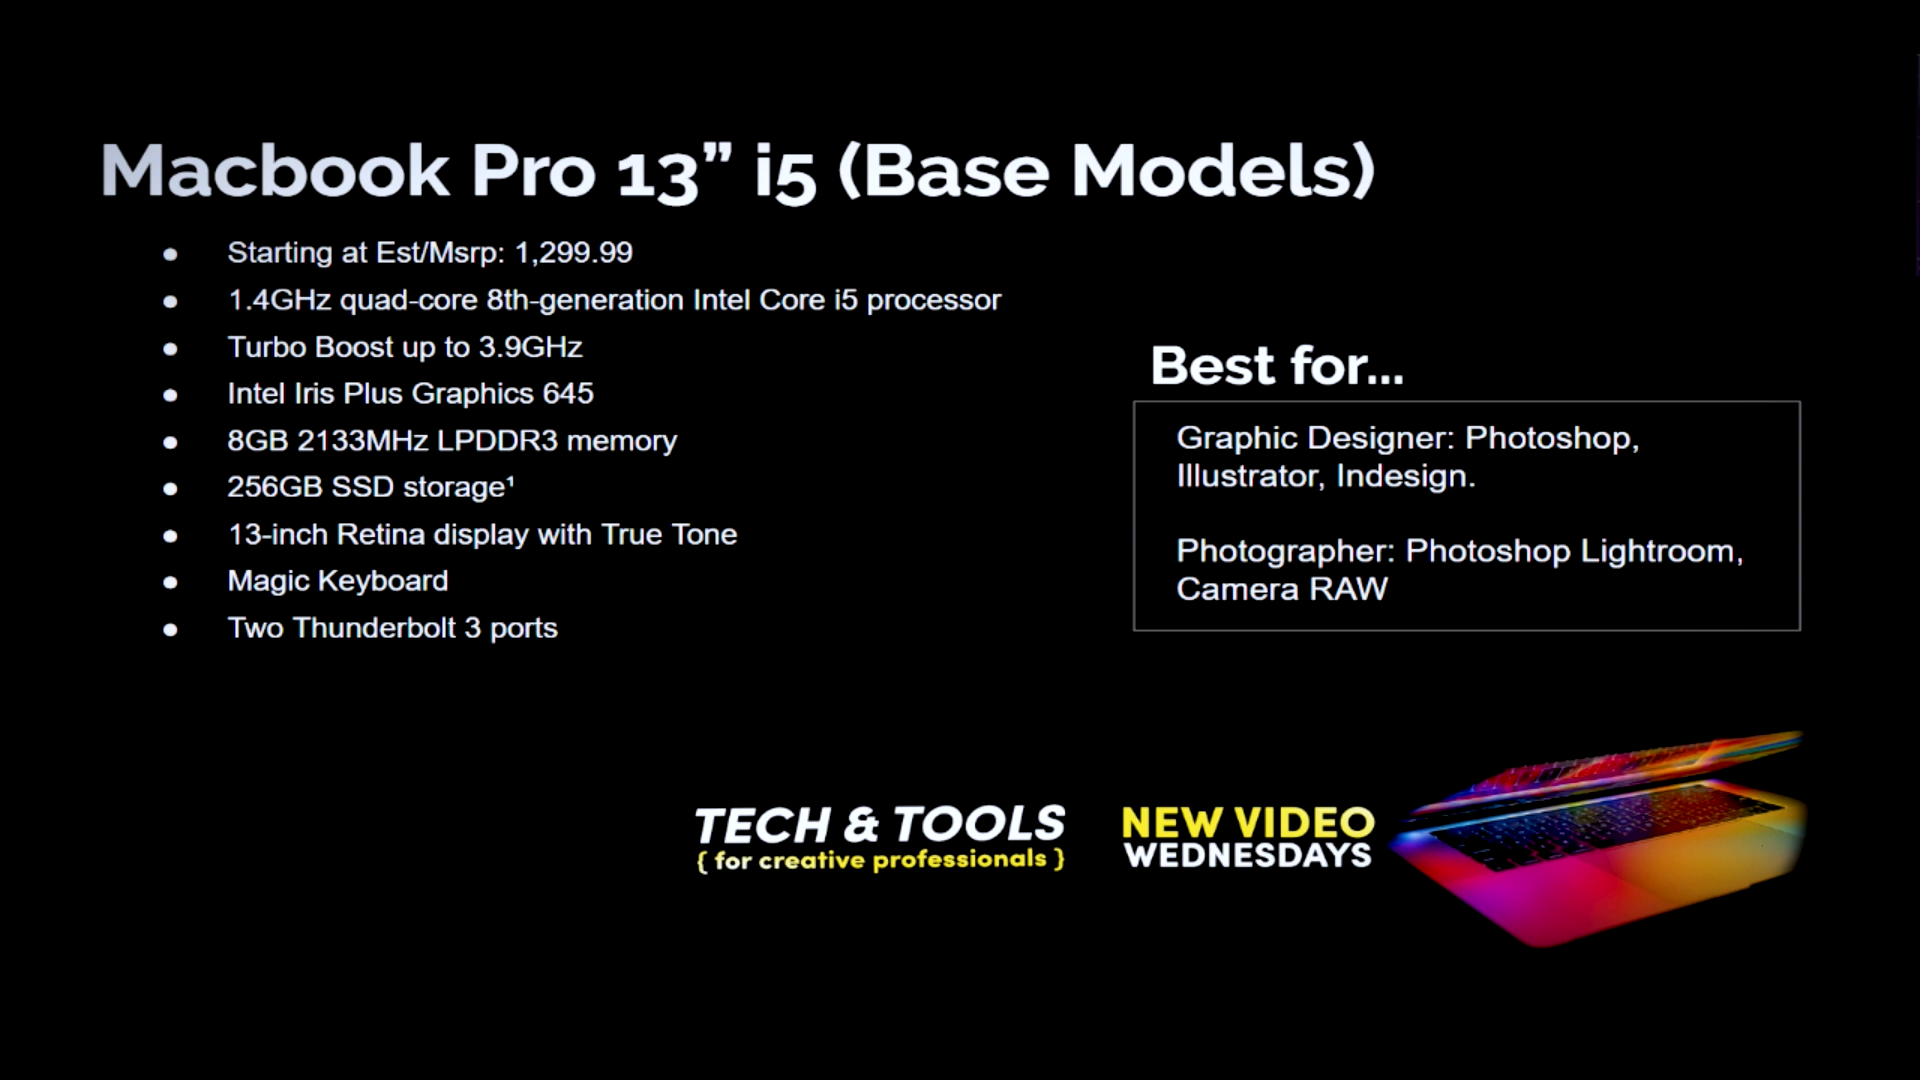 Macbook Pro 13” i5 (Base Models)
● Starting at Est/Msrp: 1,299.99
● 1.4GHz quad-core 8th-generation Intel Core i5 processor
● Turbo Boost up to 3.9GHz
● Intel Iris Plus Graphics 645
● 8GB 2133MHz LPDDR3 memory
● 256GB SSD storage¹
● 13-inch Retina display with True Tone
● Magic Keyboard
● Two Thunderbolt 3 ports
Best for...
Graphic Designer: Photoshop,
Illustrator, Indesign.
Photographer: Photoshop Lightroom,
Camera RAW
TECH & TOOLS
{ for creative professionals }
NEW VIDEO
WEDNESDAYS